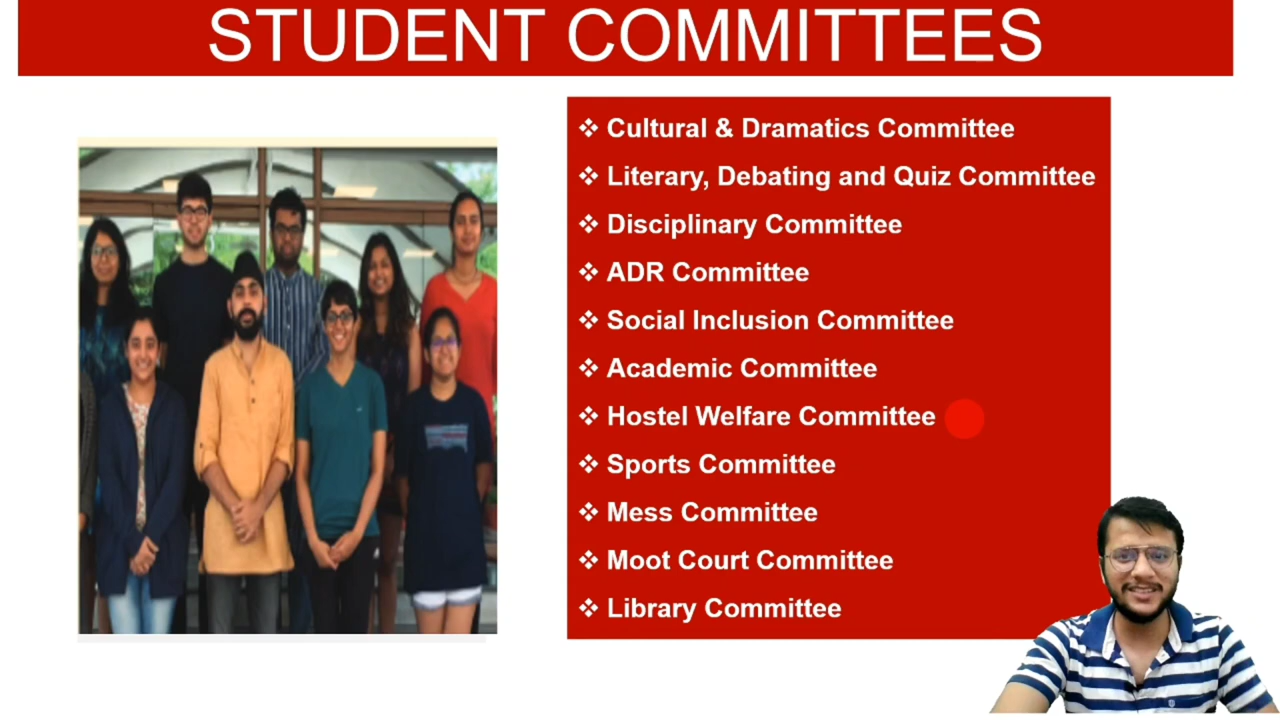 STUDENT COMMITTEES
❖ Cultural & Dramatics Committee
❖ Literary, Debating and Quiz Committee
❖ Disciplinary Committee
❖ ADR Committee
❖ Social Inclusion Committee
❖ Academic Committee
❖ Hostel Welfare Committee
❖ Sports Committee
❖ Mess Committee
❖ Moot Court Committee
❖ Library Committee